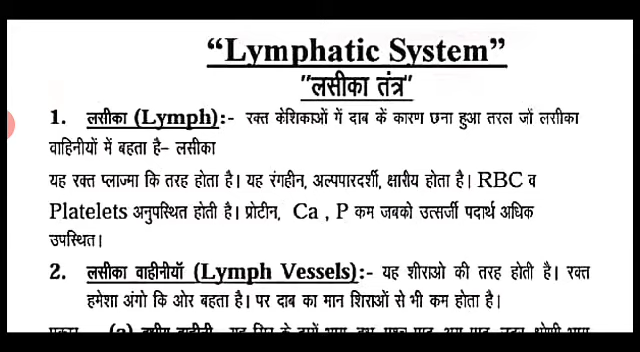 “Lymphatic System”
”लसीका तंत्र”
1. लसीका (Lymph):- रक्त केशिकाओं में दाब के कारण छना हुआ तरल जों लसीका
वाहिनीयों में बहता है– लसीका
यह रक्त प्लाज्मा कि तरह होता है। यह रंगहीन, अल्पपारदर्शी, क्षारीय होता है। RBC व
Platelets अनुपस्थित होती है। प्रोटीन, Ca , P कम जबको उत्सर्जी पदार्थ अधिक
उपस्थित।
2. लसीका वाहिनीयॉ (Lymph Vessels):- यह शीराओ की तरह होती है। रक्त
हमेशा अंगो कि ओर बहता है। पर दाब का मान शिराओं से भी कम होता है।